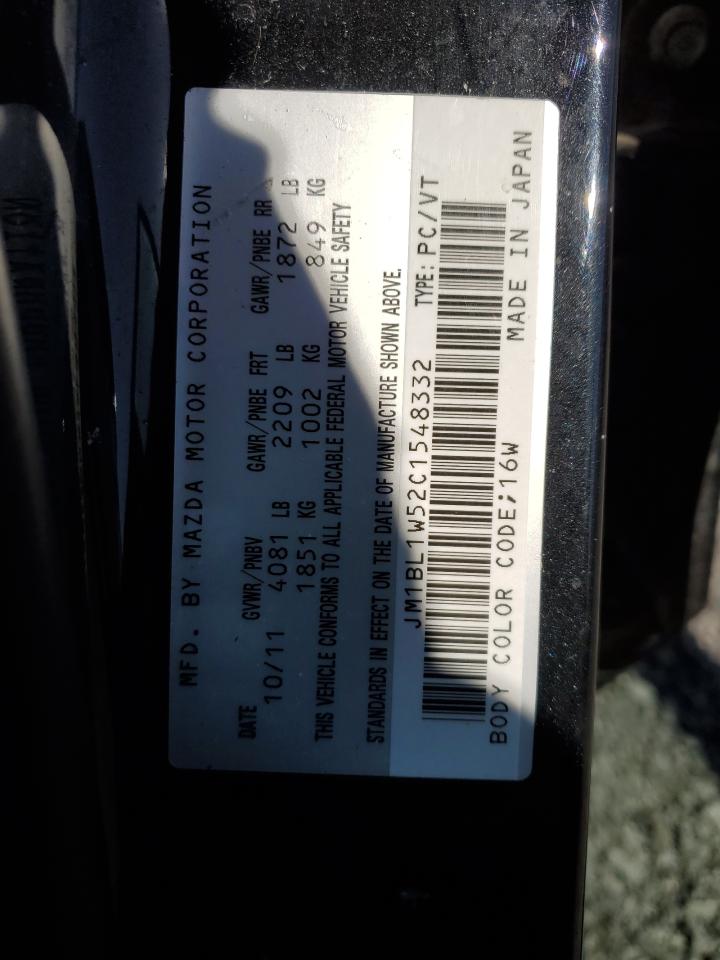 MFD. BY MAZDA MOTOR CORPORATION
DATE GVWR/PNBV GAWR/PNBE FRT GAWR/PNBE RR
10/11 4081 LB 2209 LB 1872 LB
1851 KG 1002 KG 849 KG
THIS VEHICLE CONFORMS TO ALL APPLICABLE FEDERAL MOTOR VEHICLE SAFETY
STANDARDS IN EFFECT ON THE DATE OF MANUFACTURE SHOWN ABOVE.
JM1BL1W52C1548332 TYPE: PC/VT
BODY COLOR CODE;16W MADE IN JAPAN